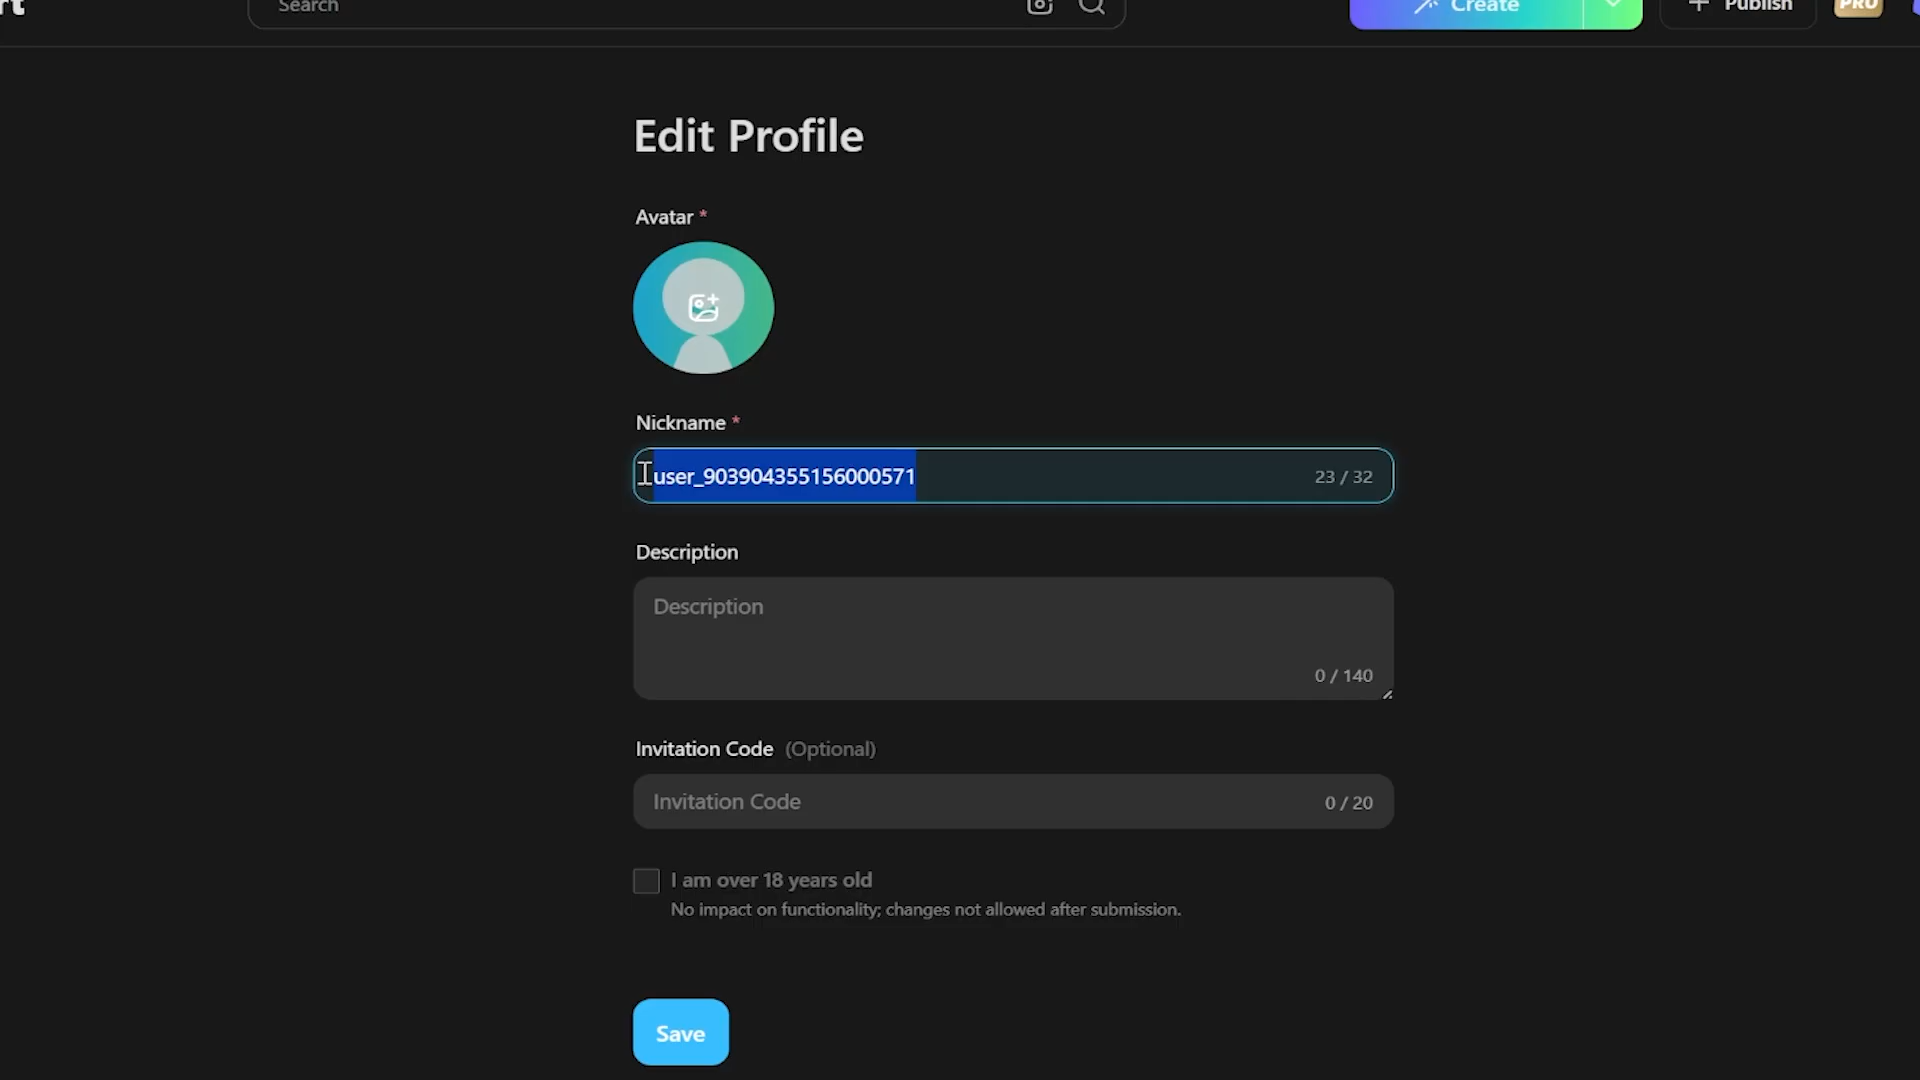 Search
Create
Publish
PRO
Edit Profile
Avatar *
Nickname *
user_903904355156000571
23 / 32
Description
Description
0 / 140
Invitation Code (Optional)
Invitation Code
0 / 20
I am over 18 years old
No impact on functionality; changes not allowed after submission.
Save